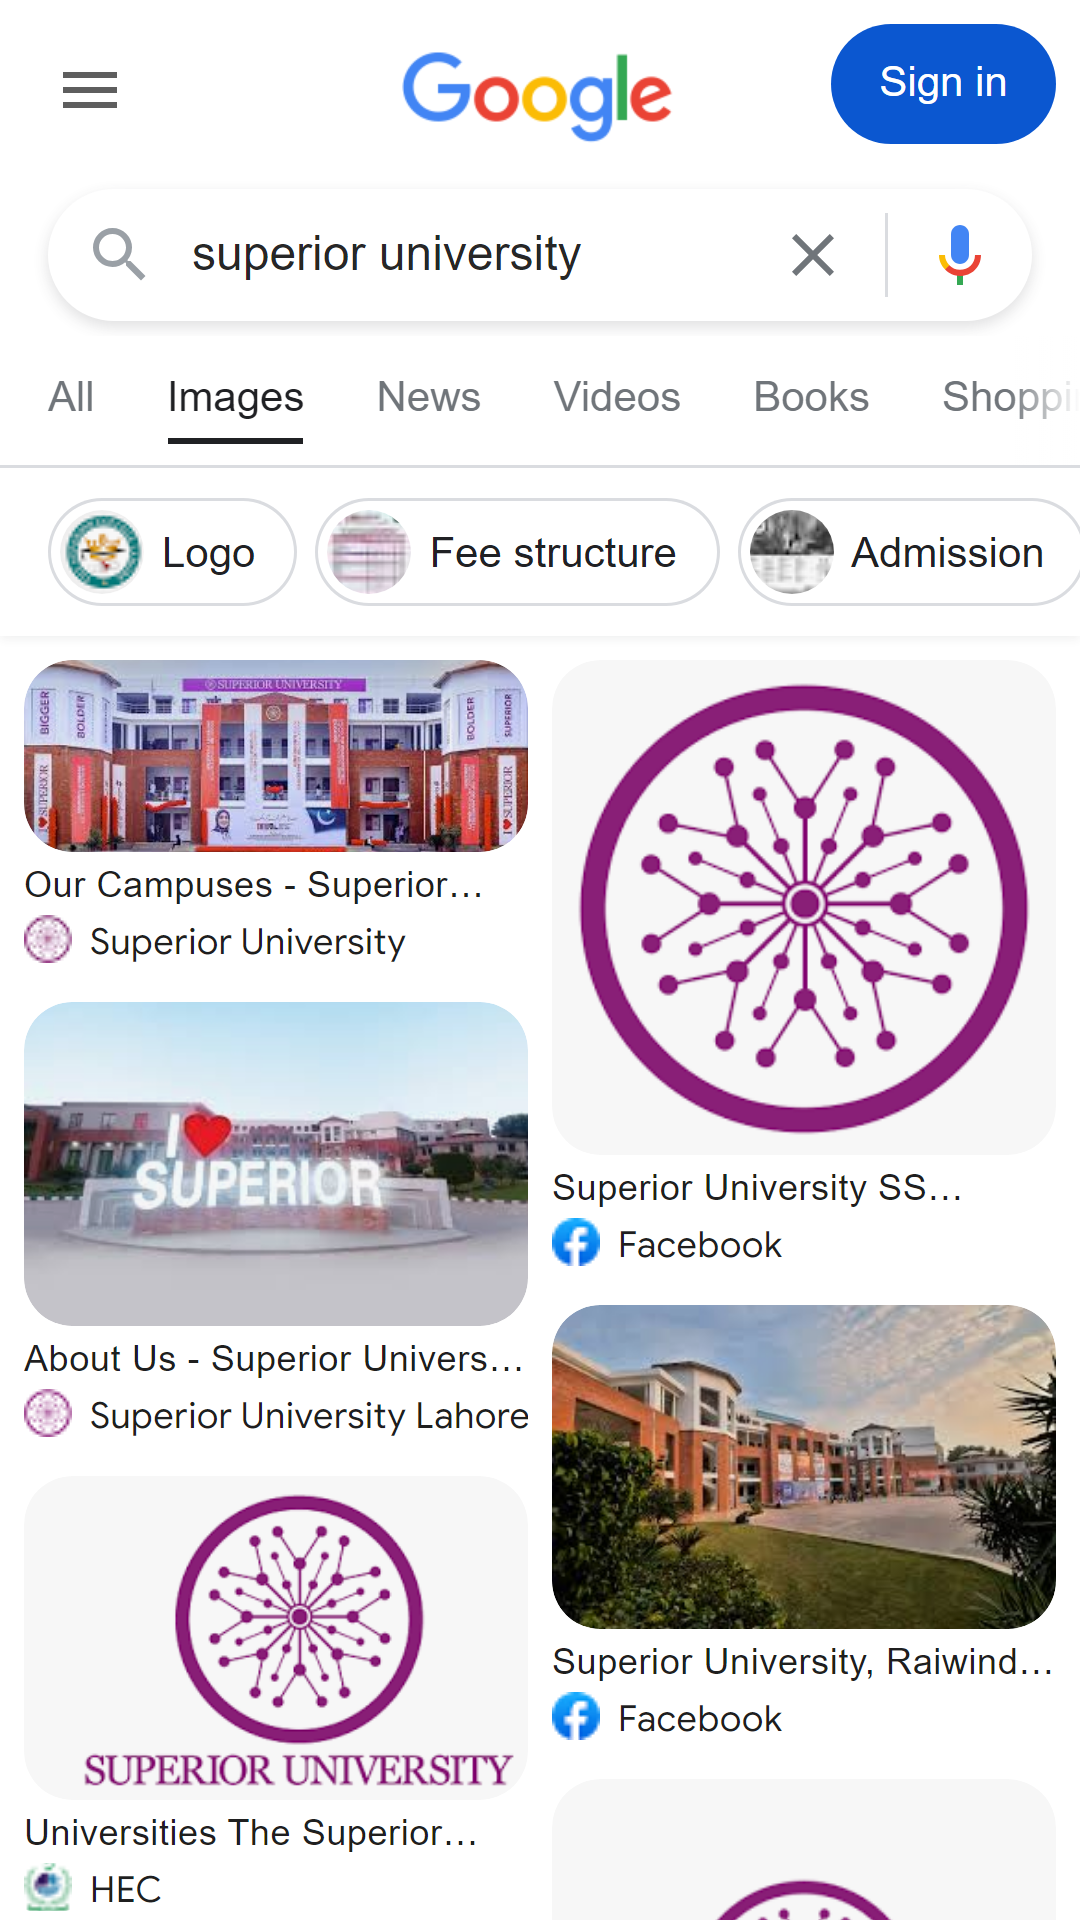 Google
Sign in
superior university
All Images News Videos Books Shoppi
Logo Fee structure Admission
SUPERIOR UNIVERSITY
BIGGER
BOLDER
BOLDER
SUPERIOR
I SUPERIOR
I SUPERIOR
Our Campuses - Superior...
Superior University
I
SUPERIOR
About Us - Superior Univers...
Superior University Lahore
SUPERIOR UNIVERSITY
Universities The Superior...
HEC
Superior University SS...
Facebook
Superior University, Raiwind...
Facebook